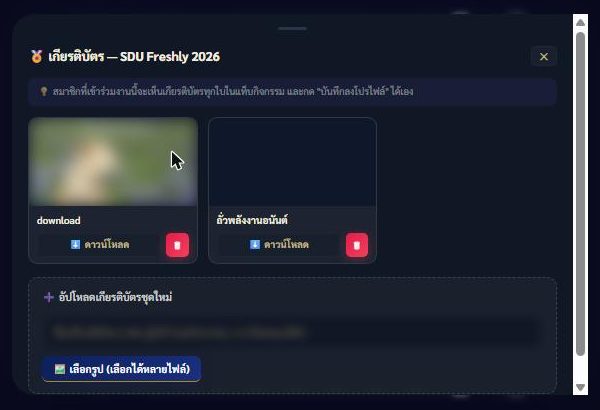 เกียรติบัตร — SDU Freshly 2026
สมาชิกที่เข้าร่วมงานนี้จะเห็นเกียรติบัตรทุกใบในแท็บกิจกรรม และกด "บันทึกลงโปรไฟล์" ได้เอง
download
ถั่วพลังงานอนันต์
ดาวน์โหลด
ดาวน์โหลด
อัปโหลดเกียรติบัตรชุดใหม่
เลือกรูป (เลือกได้หลายไฟล์)